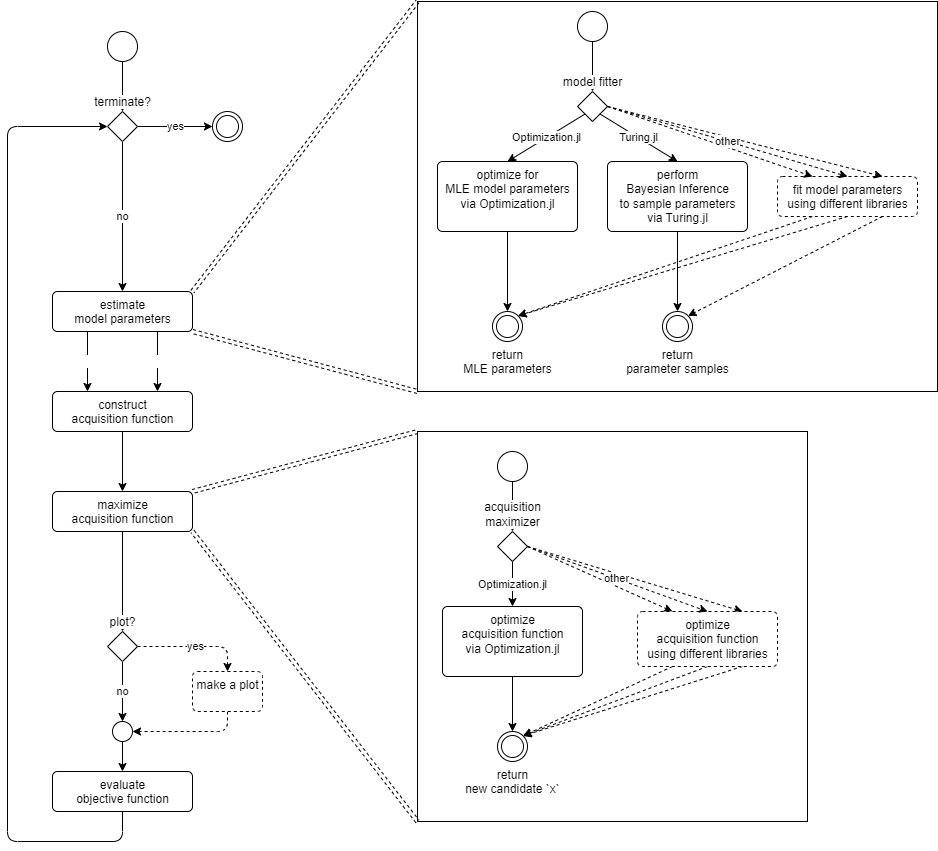 terminate?
yes
no
estimate
model parameters
construct
acquisition function
maximize
acquisition function
plot?
yes
make a plot
no
evaluate
objective function
model fitter
Optimization.jl
Turing.jl
other
optimize for
MLE model parameters
via Optimization.jl
perform
Bayesian Inference
to sample parameters
via Turing.jl
fit model parameters
using different libraries
return
MLE parameters
return
parameter samples
acquisition
maximizer
Optimization.jl
other
optimize
acquisition function
via Optimization.jl
optimize
acquisition function
using different libraries
return
new candidate `x`